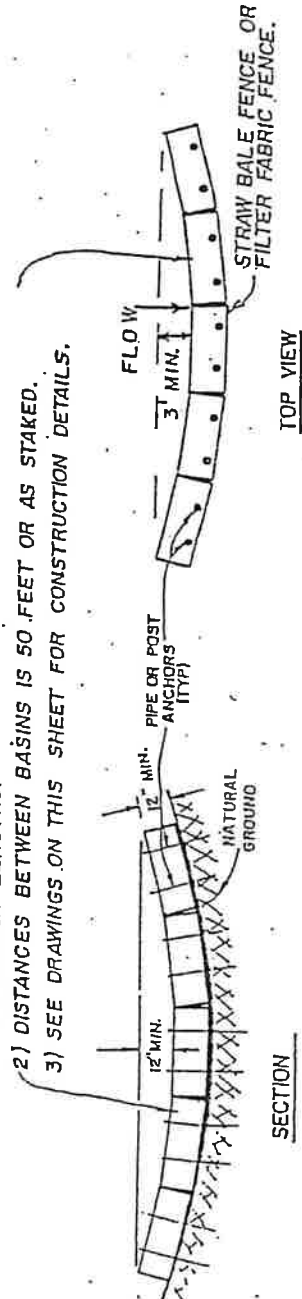 2) DISTANCES BETWEEN BASINS IS 50 FEET OR AS STAKED.
3) SEE DRAWINGS ON THIS SHEET FOR CONSTRUCTION DETAILS.
12" MIN.
12" MIN.
NATURAL
GROUND
SECTION
PIPE OR POST
ANCHORS
(TYP)
FLOW
3' MIN.
STRAW BALE FENCE OR
FILTER FABRIC FENCE.
TOP VIEW